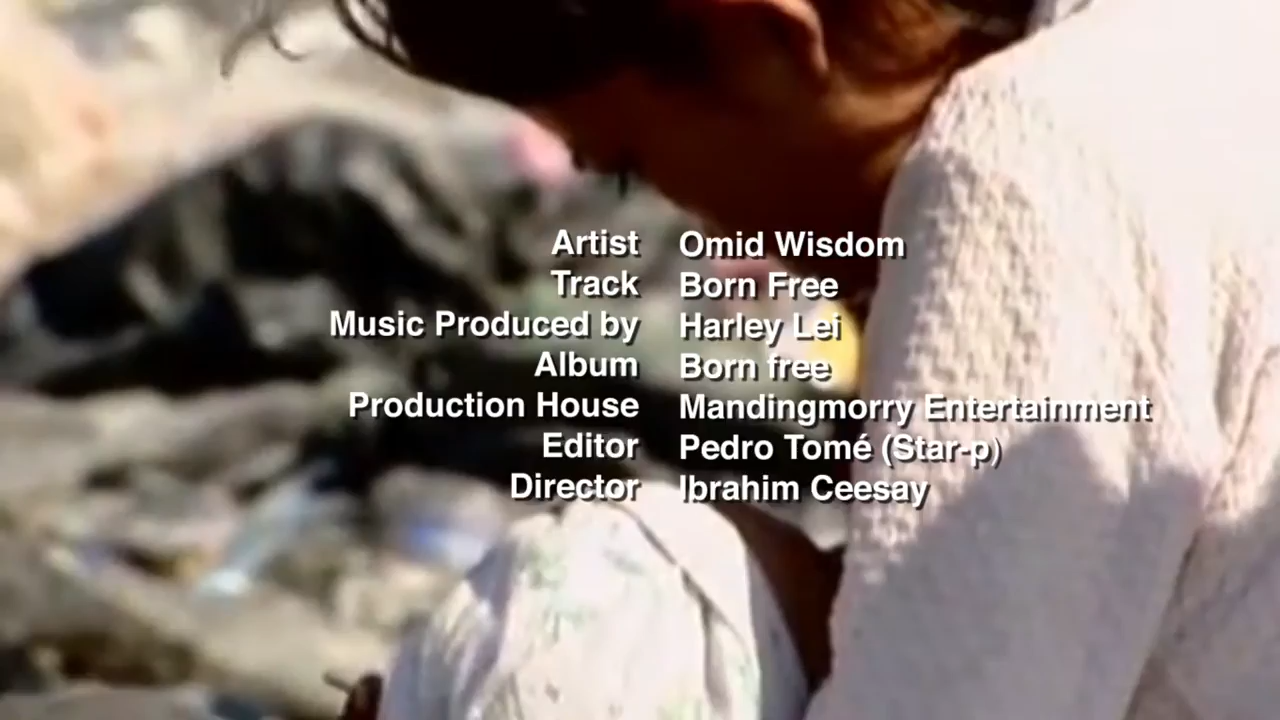 Artist Omid Wisdom
Track Born Free
Music Produced by Harley Lei
Album Born free
Production House Mandingmorry Entertainment
Editor Pedro Tomé (Star-p)
Director Ibrahim Ceesay